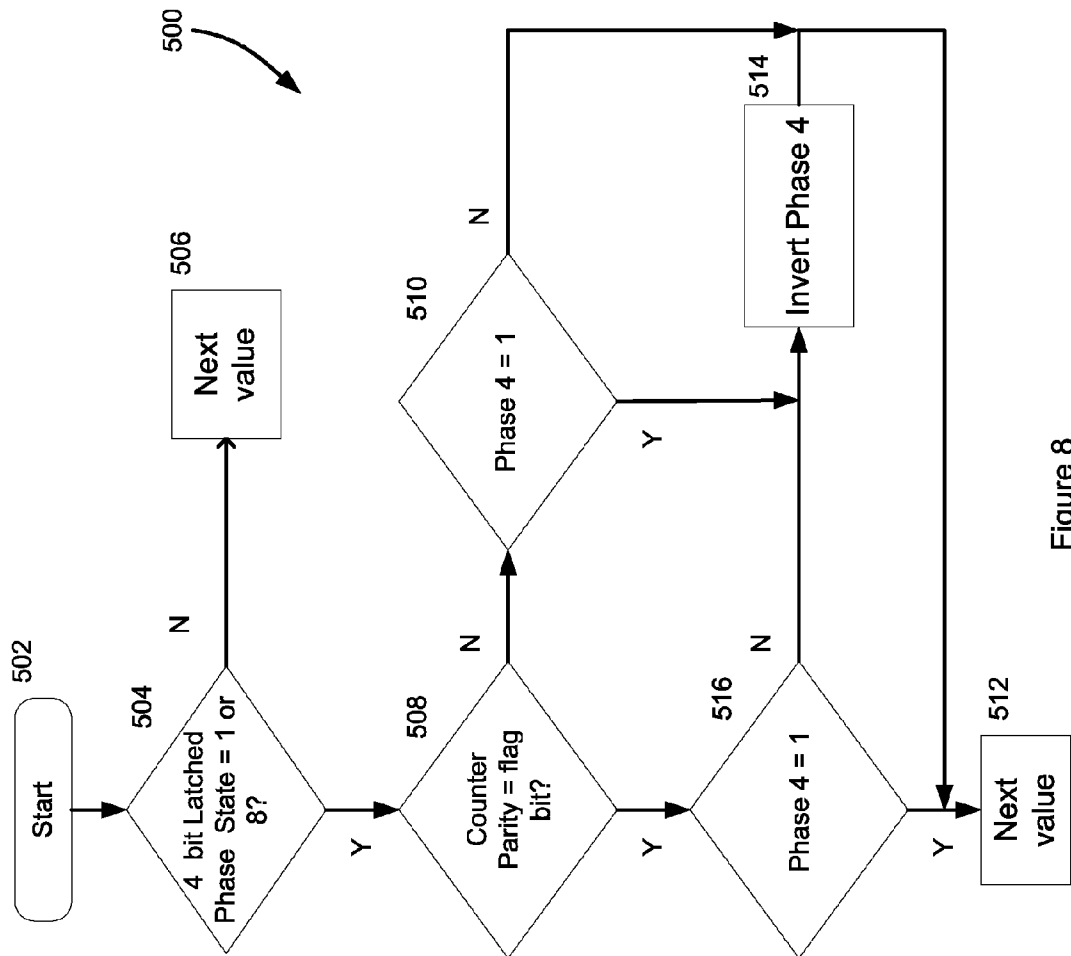 500
502
Start
504
4 bit Latched
Phase State = 1 or
8?
N
506
Next
value
Y
508
Counter
Parity = flag
bit?
N
510
Phase 4 = 1
N
Y
514
Invert Phase 4
Y
516
Phase 4 = 1
N
Y
512
Next
value
Figure 8